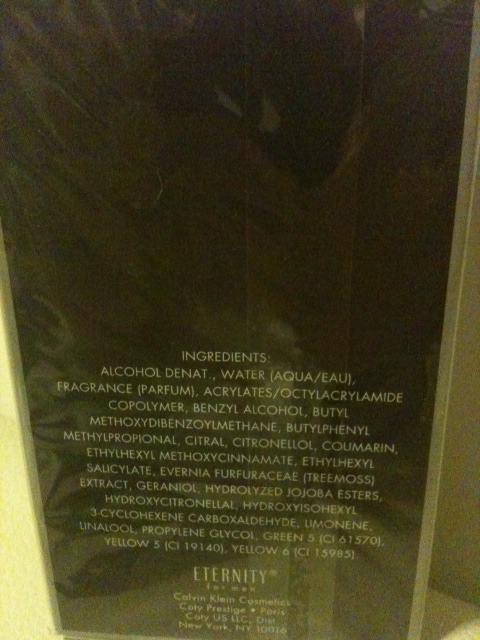 INGREDIENTS:
ALCOHOL DENAT., WATER (AQUA/EAU),
FRAGRANCE (PARFUM), ACRYLATES/OCTYLACRYLAMIDE
COPOLYMER, BENZYL ALCOHOL, BUTYL
METHOXYDIBENZOYLMETHANE, BUTYLPHENYL
METHYLPROPIONAL, CITRAL, CITRONELLOL, COUMARIN,
ETHYLHEXYL METHOXYCINNAMATE, ETHYLHEXYL
SALICYLATE, EVERNIA FURFURACEA (TREEMOSS)
EXTRACT, GERANIOL, HYDROLYZED JOJOBA ESTERS,
HYDROXYCITRONELLAL, HYDROXYISOHEXYL
3-CYCLOHEXENE CARBOXALDEHYDE, LIMONENE,
LINALOOL, PROPYLENE GLYCOL, GREEN 5 (CI 61570),
YELLOW 5 (CI 19140), YELLOW 6 (CI 15985)
ETERNITY®
for men
Calvin Klein Cosmetics
Coty Prestige • Paris
Coty US LLC, Dist.
New York, NY 10016